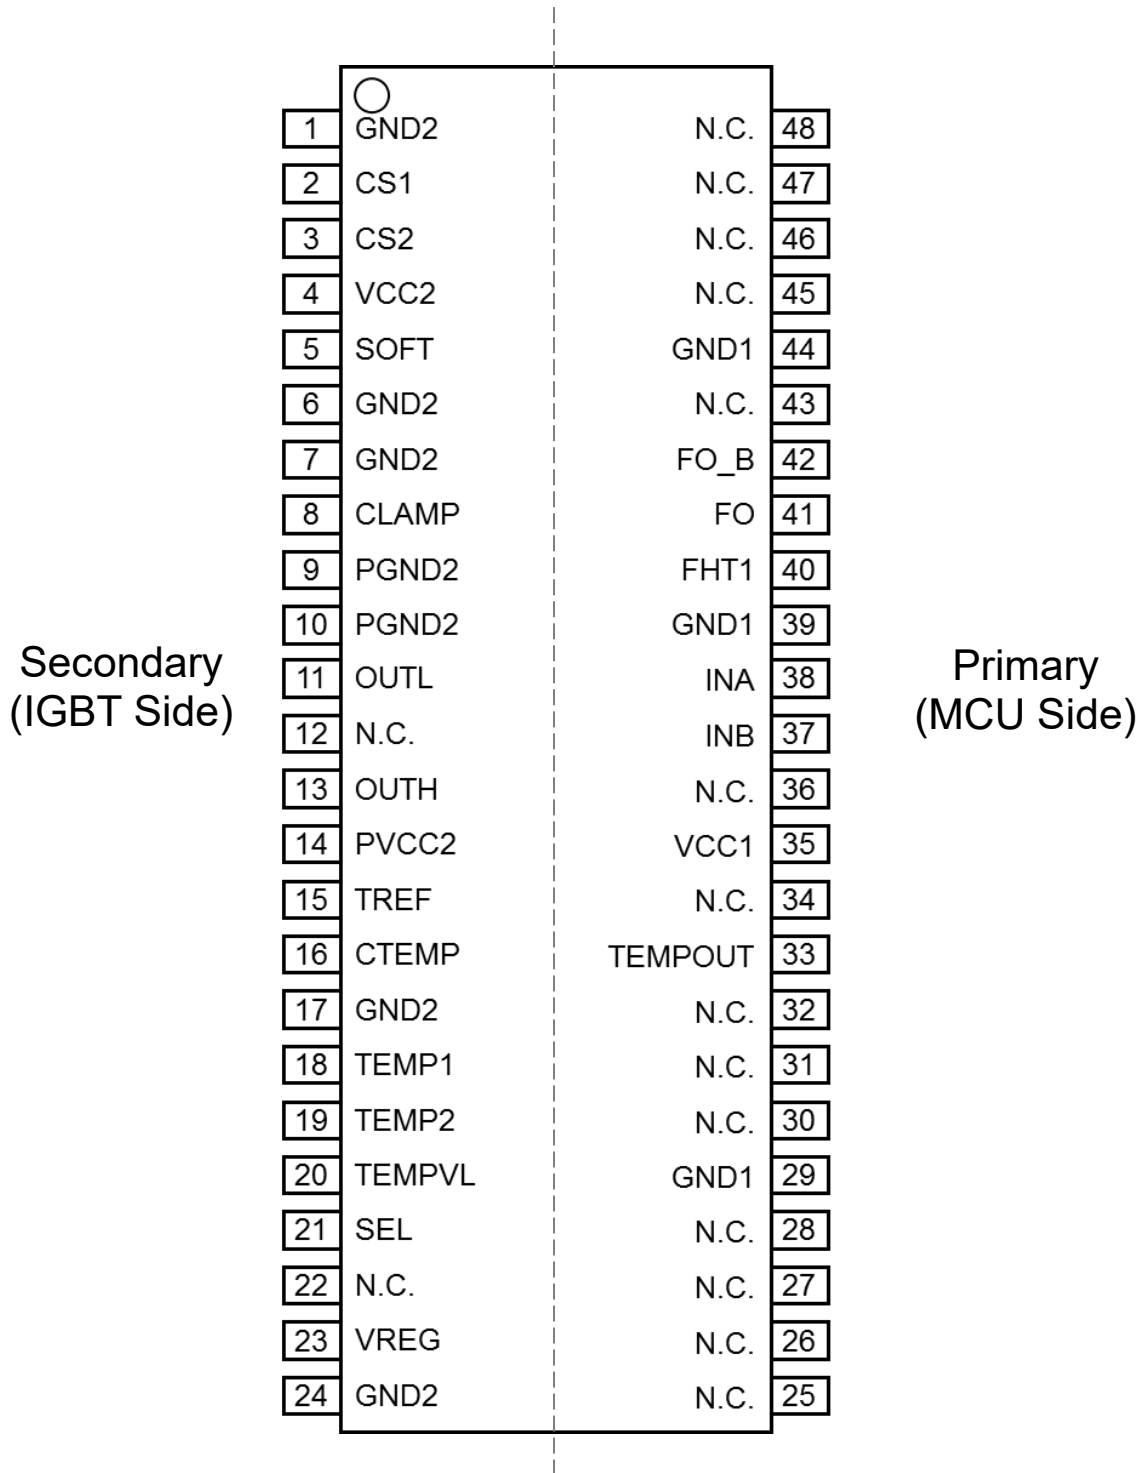 1 GND2 N.C. 48
2 CS1 N.C. 47
3 CS2 N.C. 46
4 VCC2 N.C. 45
5 SOFT GND1 44
6 GND2 N.C. 43
7 GND2 FO_B 42
8 CLAMP FO 41
9 PGND2 FHT1 40
10 PGND2 GND1 39
Secondary
(IGBT Side)
11 OUTL INA 38
12 N.C. INB 37
Primary
(MCU Side)
13 OUTH N.C. 36
14 PVCC2 VCC1 35
15 TREF N.C. 34
16 CTEMP TEMPOUT 33
17 GND2 N.C. 32
18 TEMP1 N.C. 31
19 TEMP2 N.C. 30
20 TEMPVL GND1 29
21 SEL N.C. 28
22 N.C. N.C. 27
23 VREG N.C. 26
24 GND2 N.C. 25